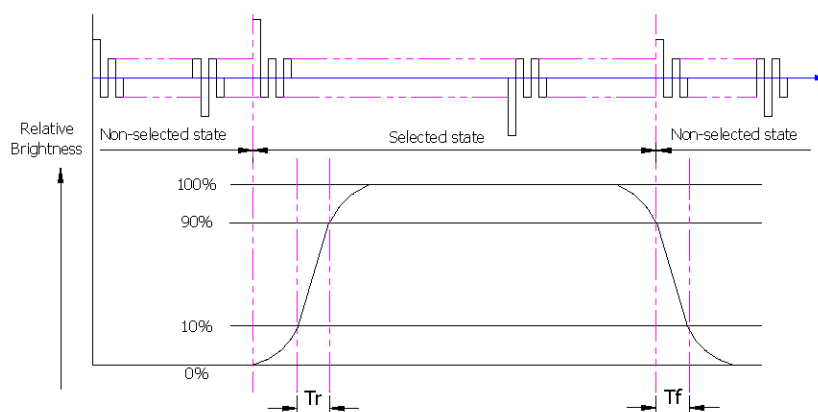 Relative
Brightness
Non-selected state
Selected state
Non-selected state
100%
90%
10%
0%
Tr
Tf